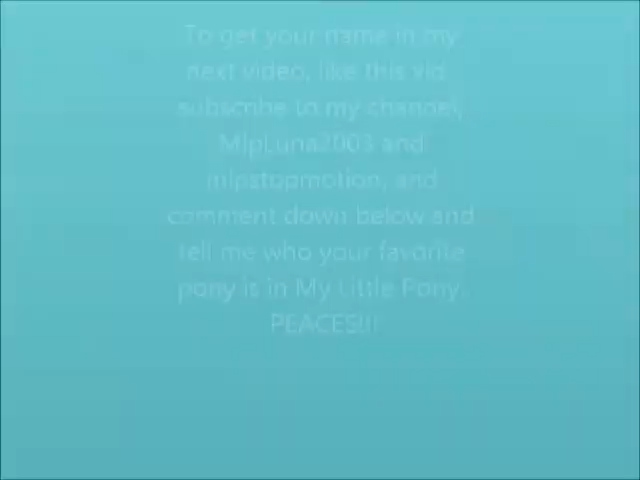 To get your name in my
next video, like this vid
subscribe to my channel,
MlpLuna2003 and
mlpstopmotion, and
comment down below and
tell me who your favorite
pony is in My Little Pony.
PEACES!!!